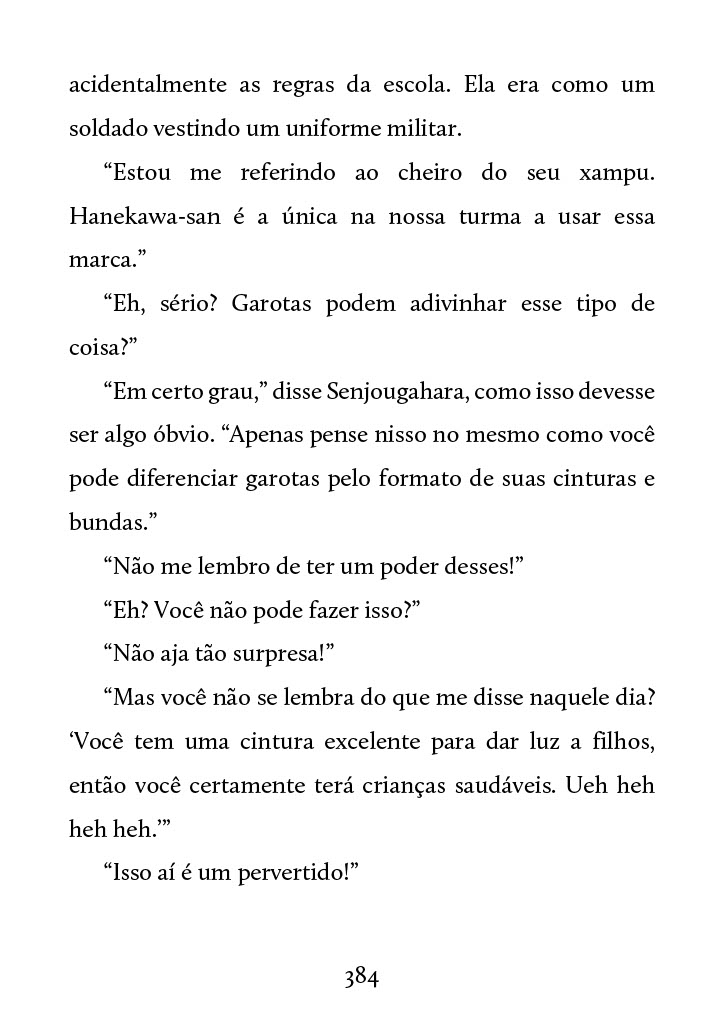 acidentalmente as regras da escola. Ela era como um
soldado vestindo um uniforme militar.
“Estou me referindo ao cheiro do seu xampu.
Hanekawa-san é a única na nossa turma a usar essa
marca.”
“Eh, sério? Garotas podem adivinhar esse tipo de
coisa?”
“Em certo grau,” disse Senjougahara, como isso devesse
ser algo óbvio. “Apenas pense nisso no mesmo como você
pode diferenciar garotas pelo formato de suas cinturas e
bundas.”
“Não me lembro de ter um poder desses!”
“Eh? Você não pode fazer isso?”
“Não aja tão surpresa!”
“Mas você não se lembra do que me disse naquele dia?
‘Você tem uma cintura excelente para dar luz a filhos,
então você certamente terá crianças saudáveis. Ueh heh
heh heh.’”
“Isso aí é um pervertido!”
384